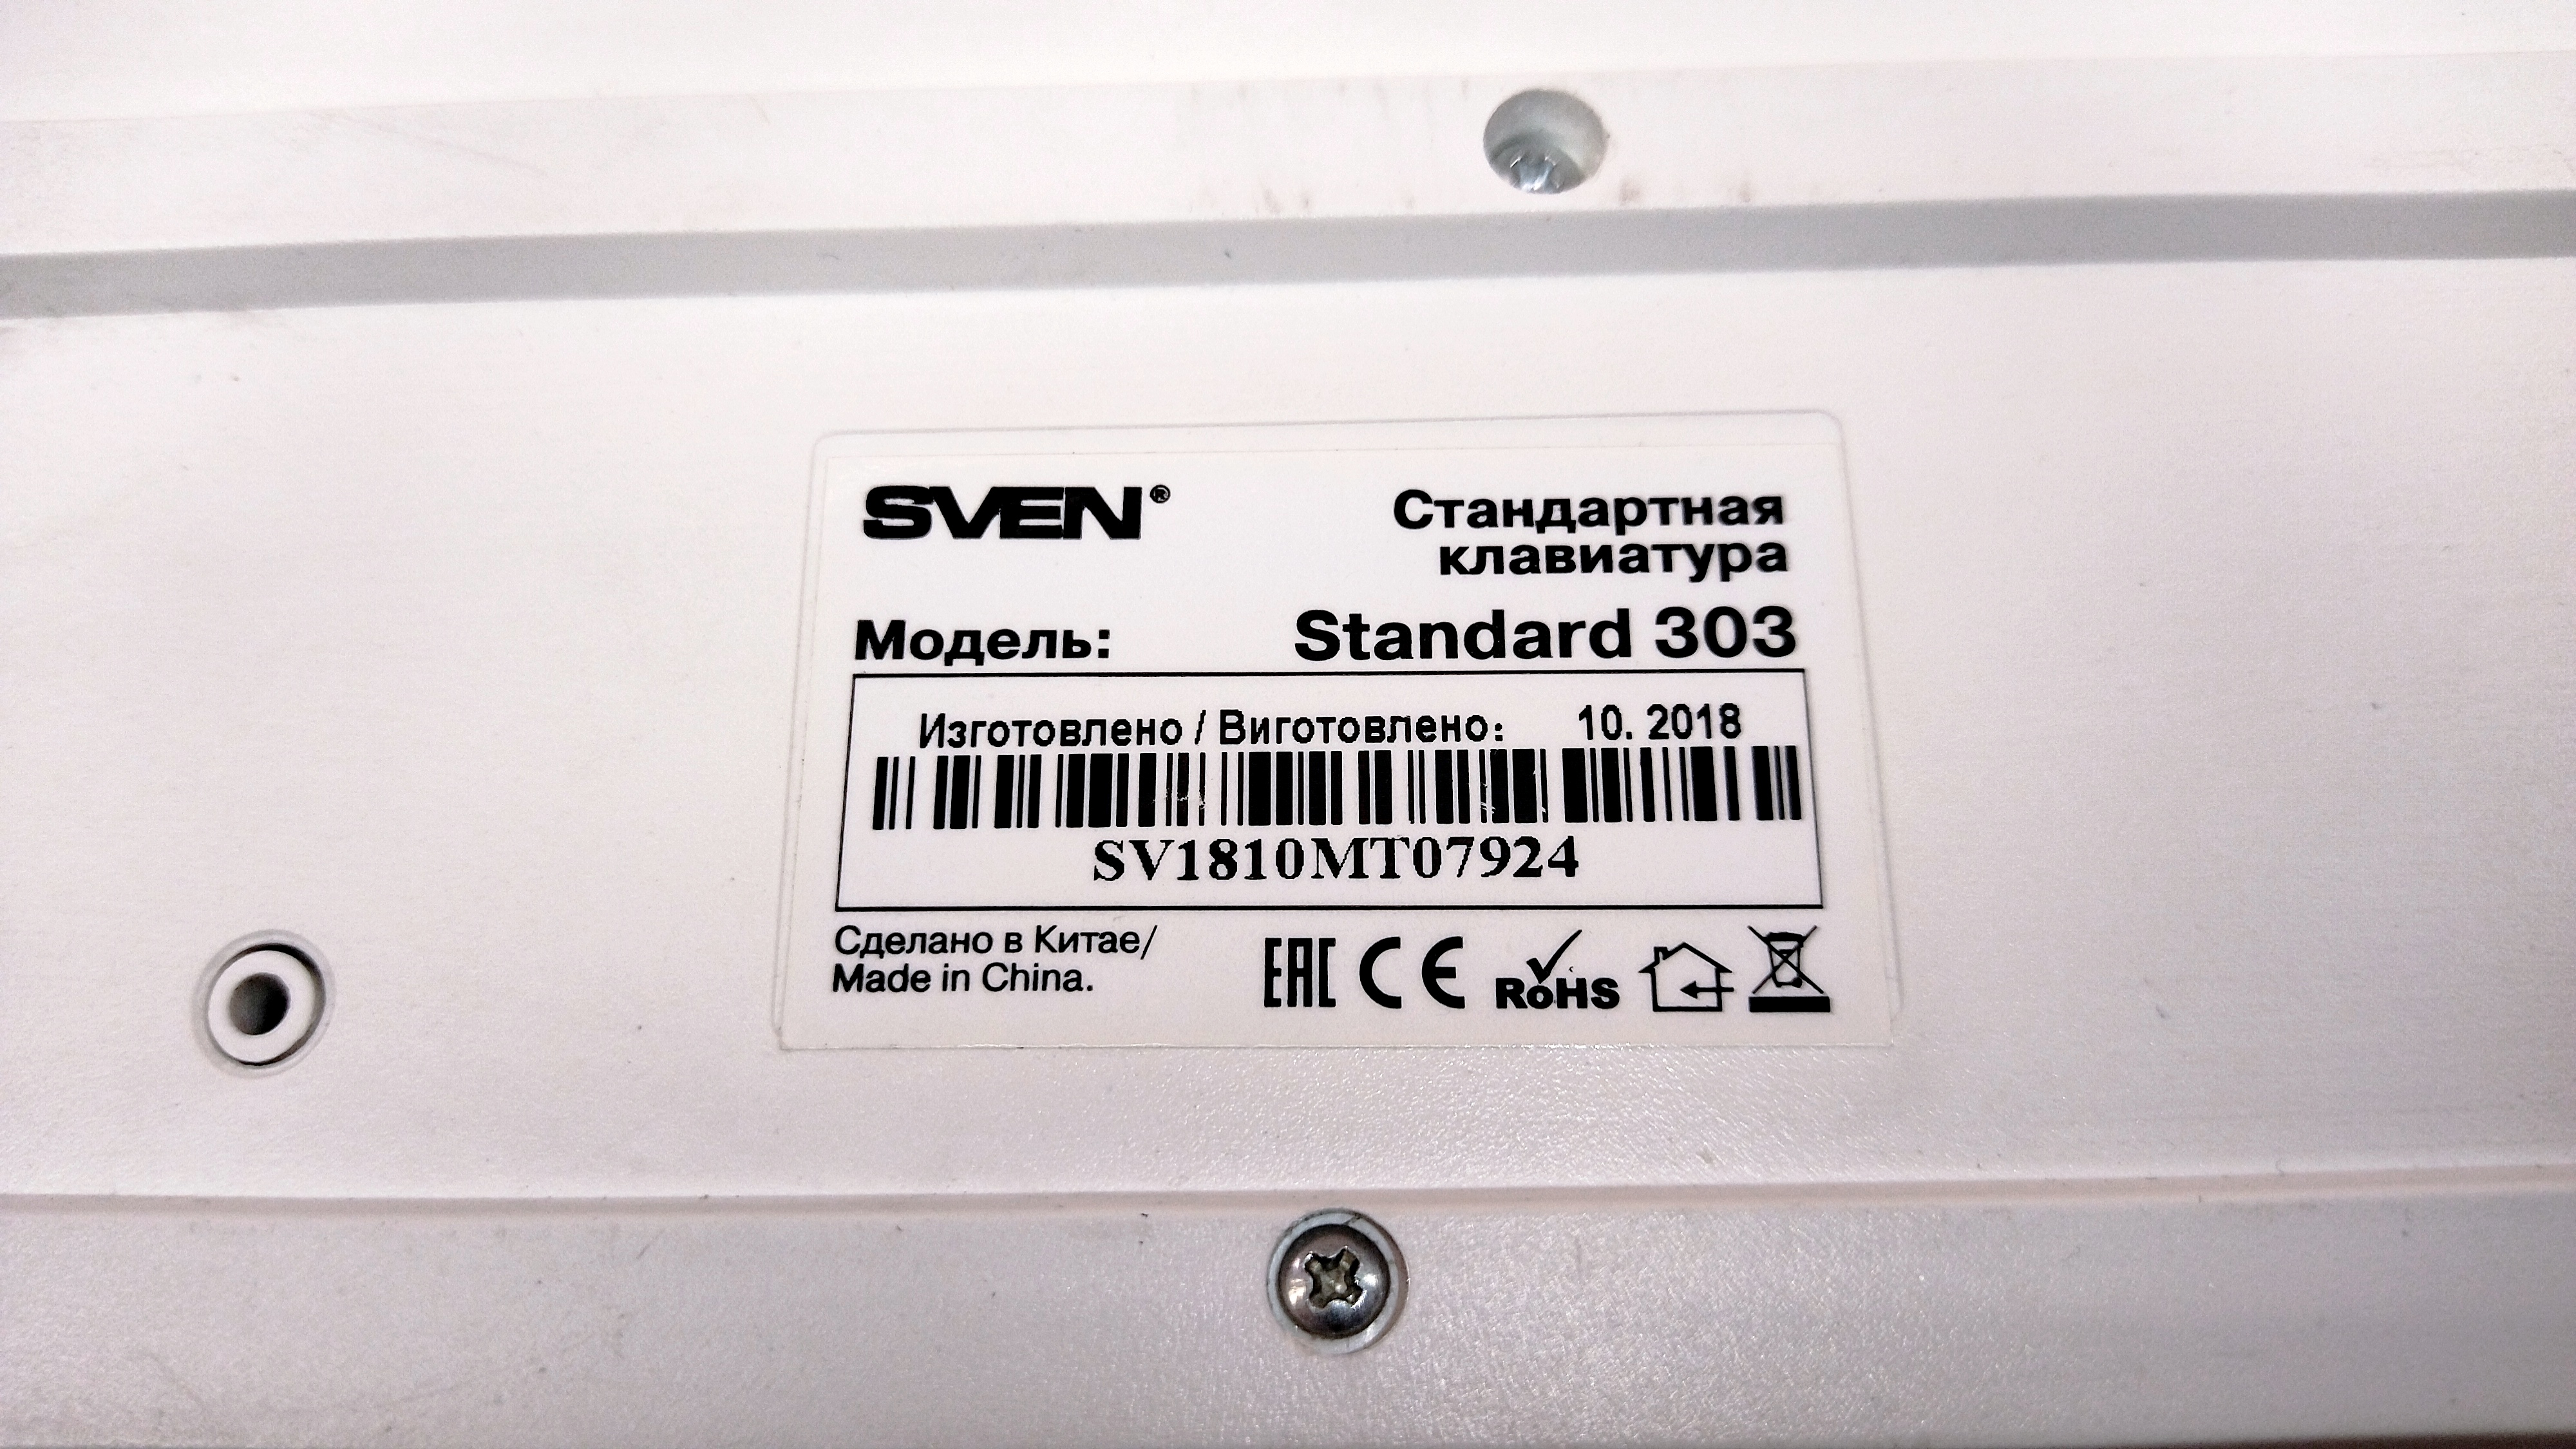 SVEN®
Стандартная
клавиатура
Модель: Standard 303
Изготовлено / Виготовлено: 10. 2018
SV1810MT07924
Сделано в Китае/
Made in China.
EAC CE RoHS